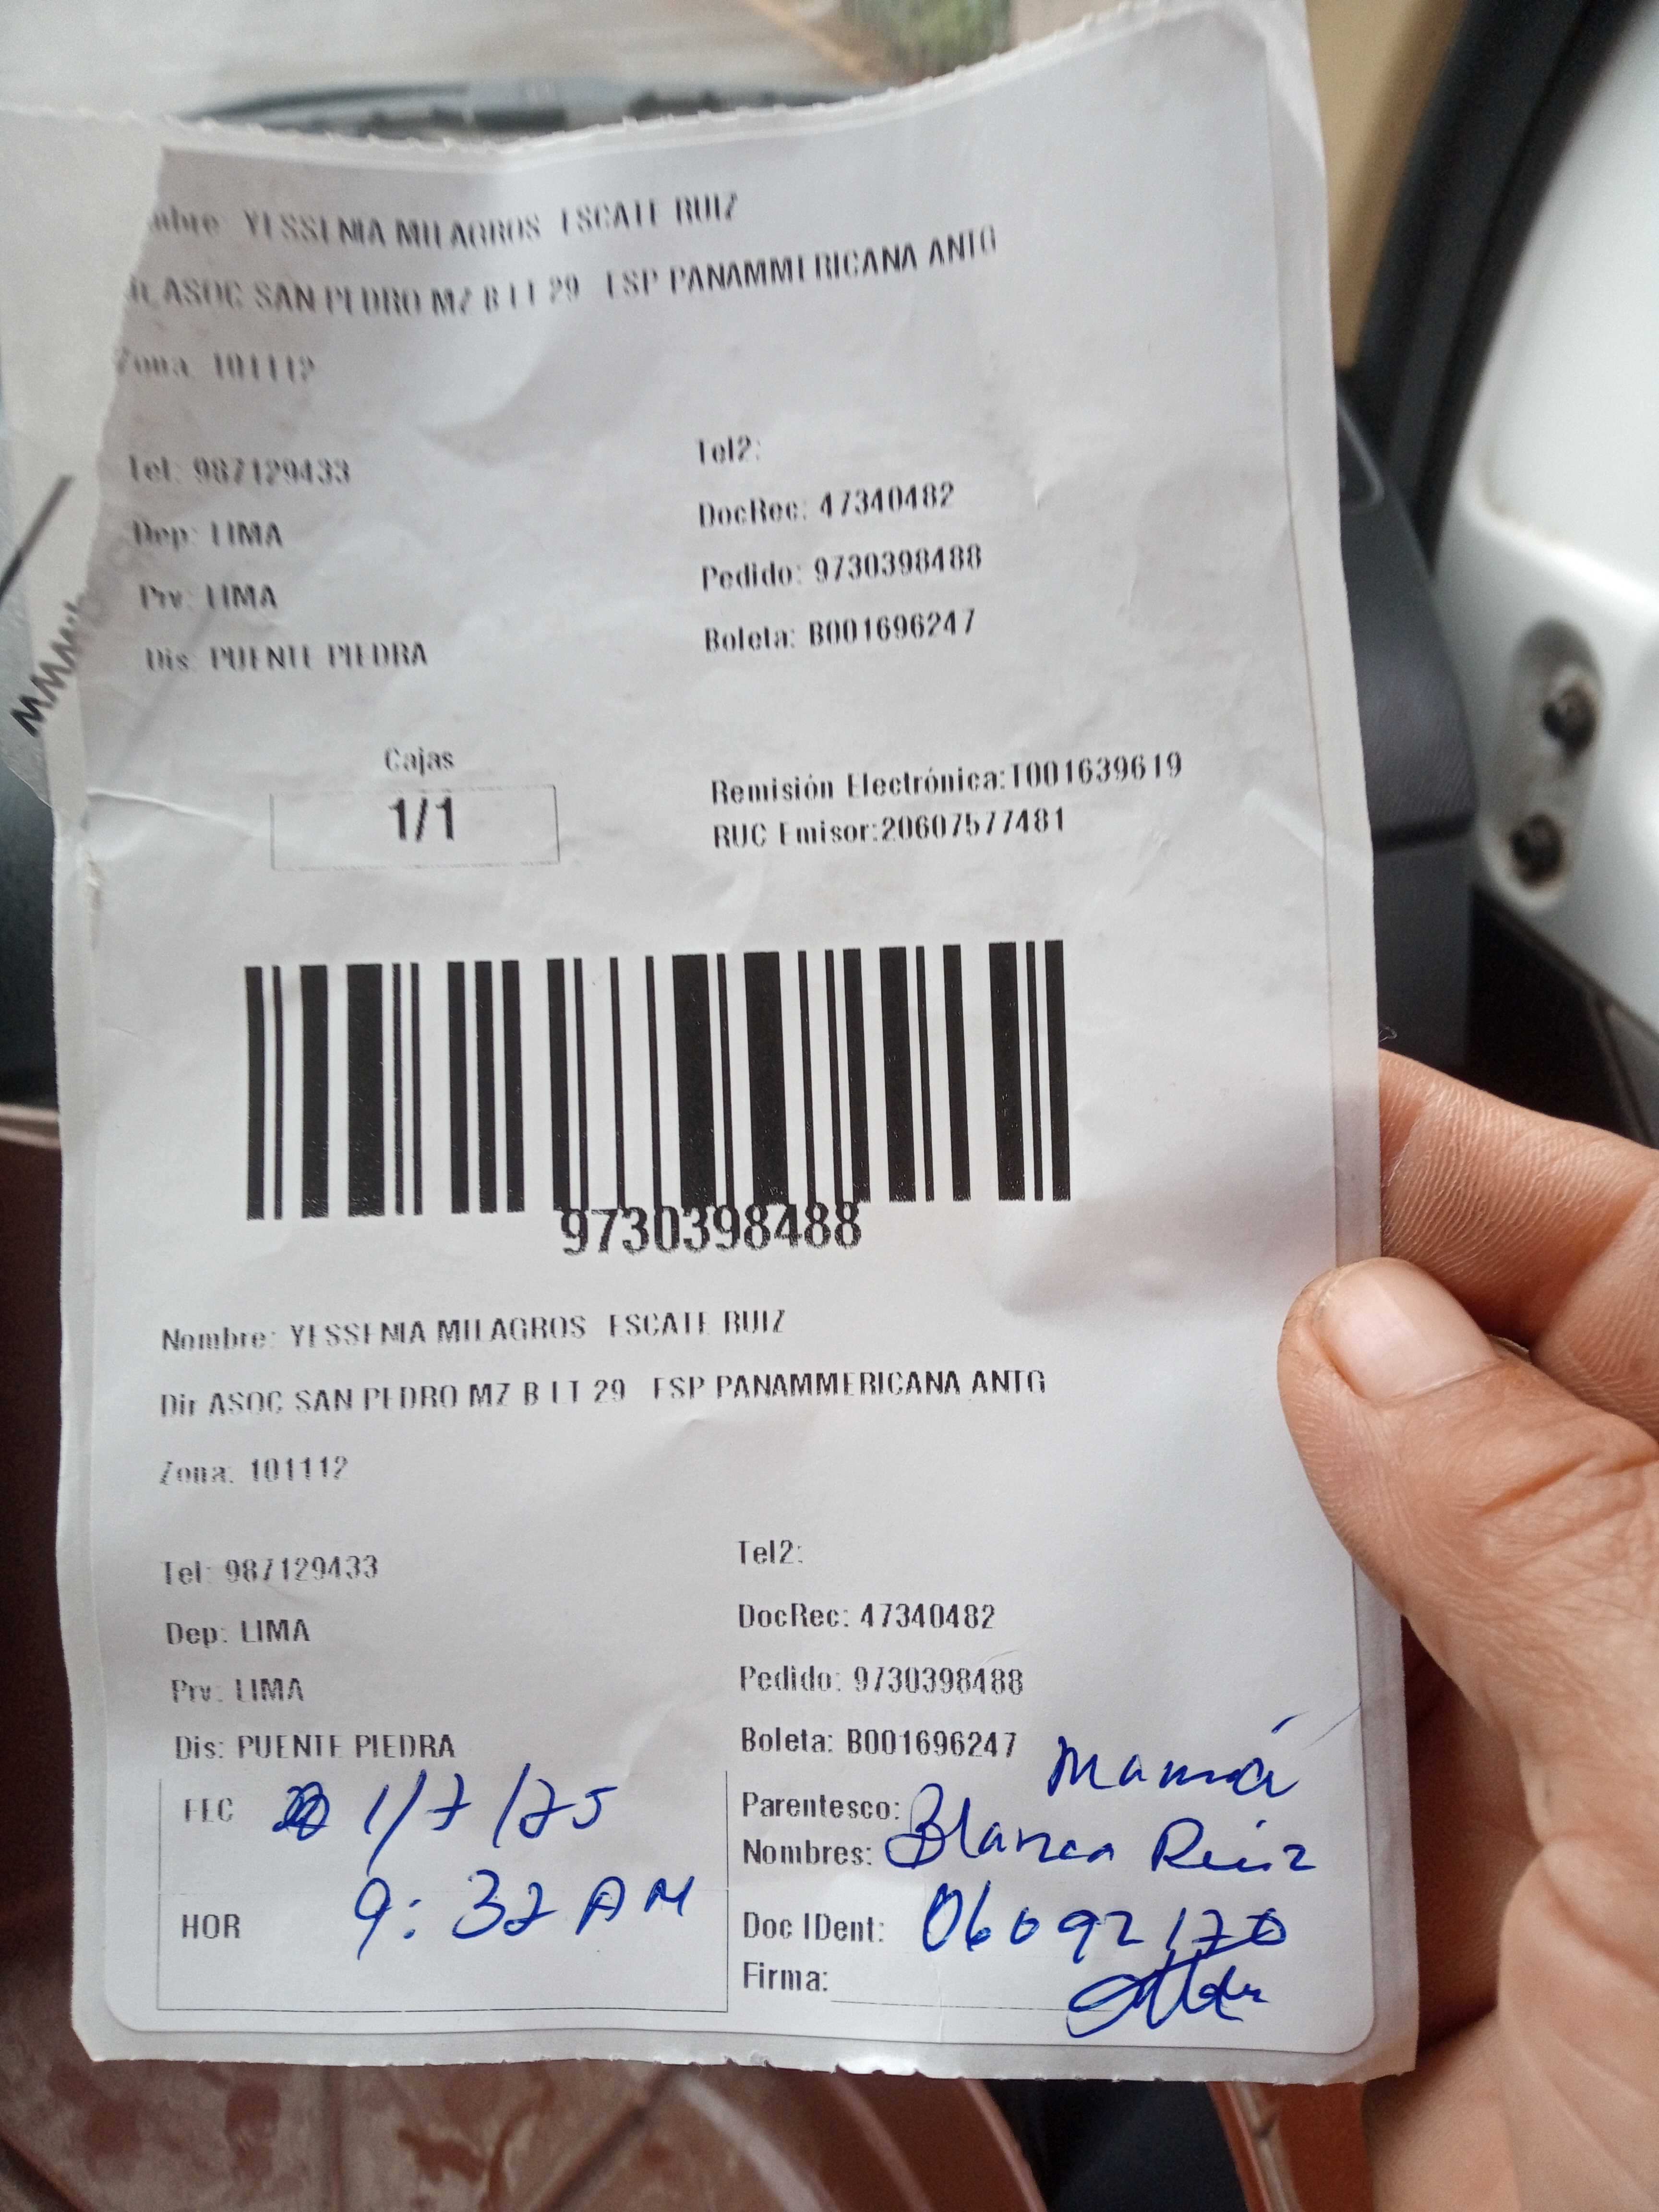 mbre: YESSENIA MILAGROS ESCATE RUIZ
Dir ASOC SAN PEDRO MZ B LT 29 ESP PANAMMERICANA ANTG
Zona: 101112
Tel: 987129433
Tel2:
Dep: LIMA
DocRec: 47340482
Prv: LIMA
Pedido: 9730398488
Dis: PUENTE PIEDRA
Boleta: B001696247
Cajas
1/1
Remisión Electrónica:T001639619
RUC Emisor:20607577481
9730398488
Nombre: YESSENIA MILAGROS ESCATE RUIZ
Dir ASOC SAN PEDRO MZ B LT 29 ESP PANAMMERICANA ANTG
Zona: 101112
Tel: 987129433
Tel2:
Dep: LIMA
DocRec: 47340482
Prv: LIMA
Pedido: 9730398488
Dis: PUENTE PIEDRA
Boleta: B001696247
FEC 1/7/25
Parentesco: Mamá
Nombres: Blanca Ruiz
HOR 9:32 AM
Doc IDent: 06092170
Firma: